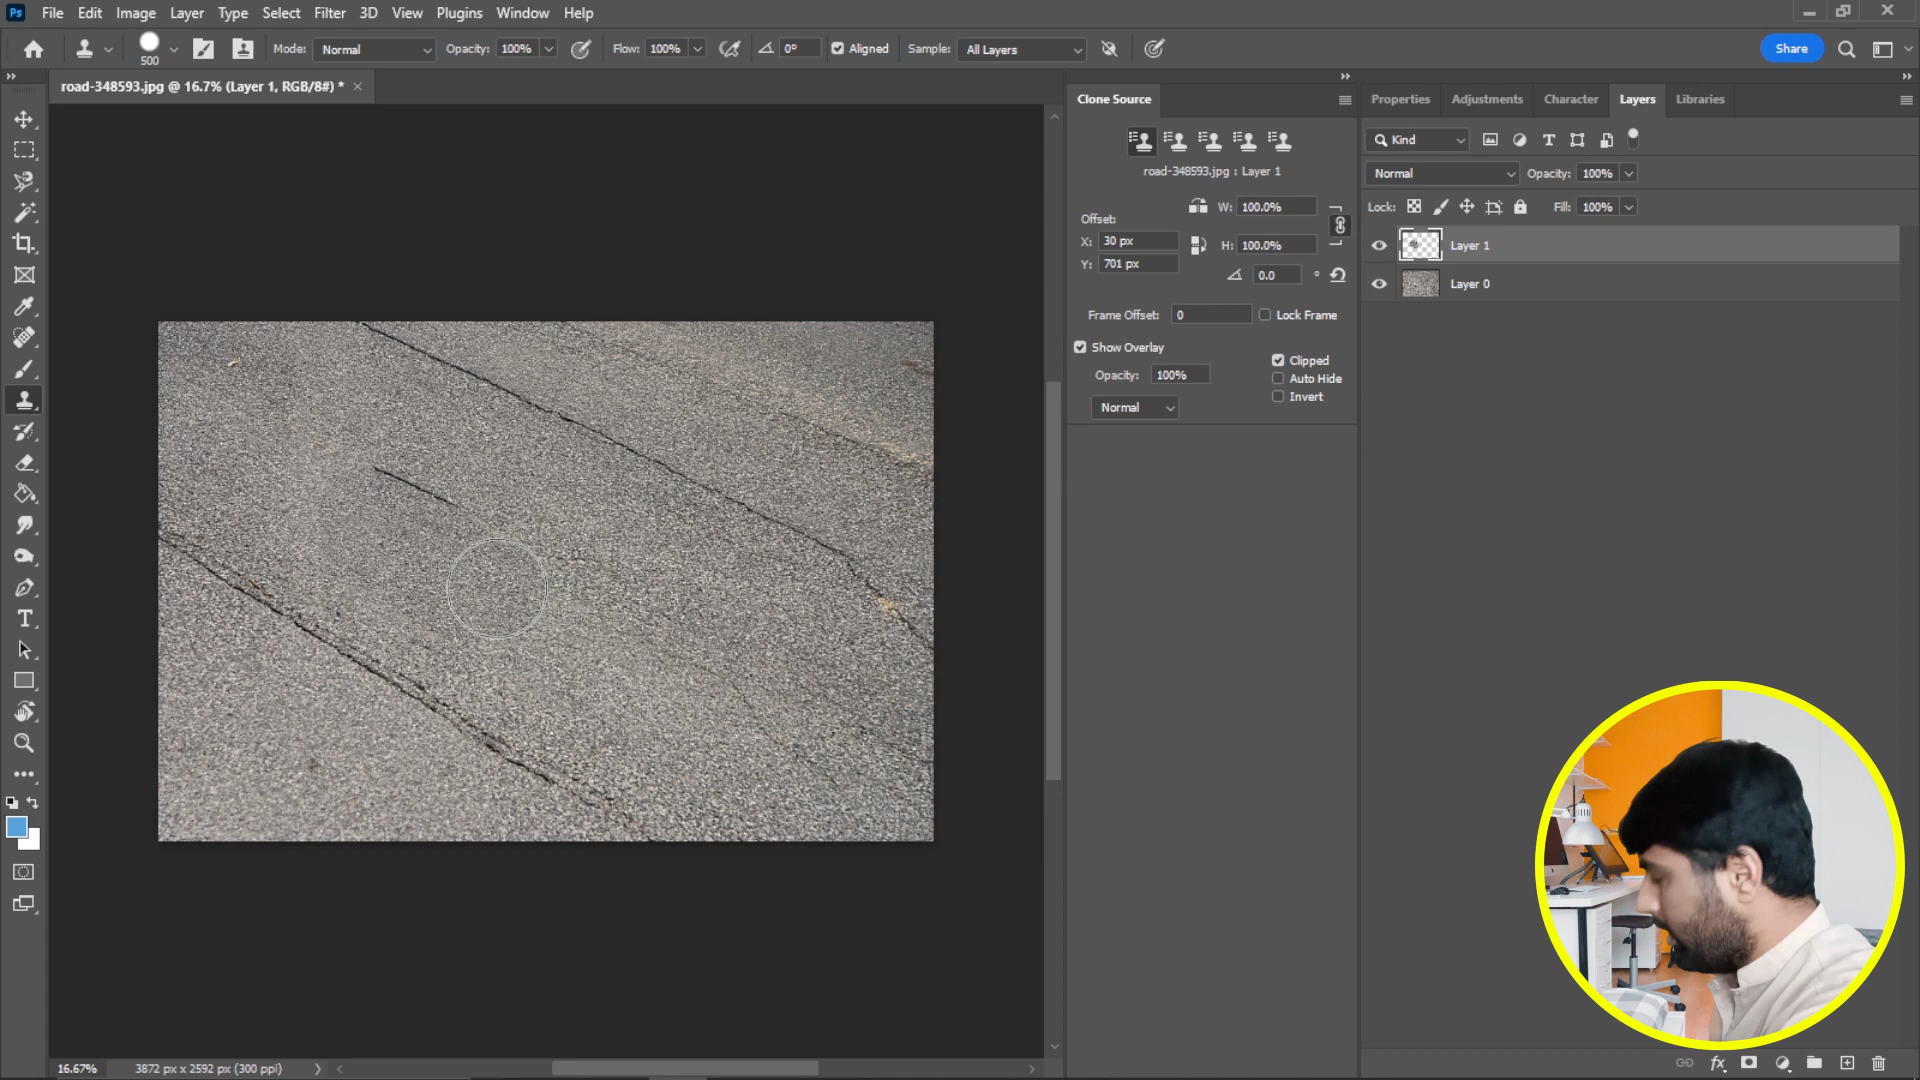 Ps File Edit Image Layer Type Select Filter 3D View Plugins Window Help
500 Mode: Normal Opacity: 100% Flow: 100% 0° Aligned Sample: All Layers Share
road-348593.jpg @ 16.7% (Layer 1, RGB/8#) * ×
Clone Source
road-348593.jpg : Layer 1
Offset:
X: 30 px
Y: 701 px
W: 100.0%
H: 100.0%
0.0 °
Frame Offset: 0 Lock Frame
Show Overlay
Opacity: 100%
Normal
Clipped
Auto Hide
Invert
Properties Adjustments Character Layers Libraries
Kind
Normal Opacity: 100%
Lock: Fill: 100%
Layer 1
Layer 0
fx
16.67% 3872 px x 2592 px (300 ppi)